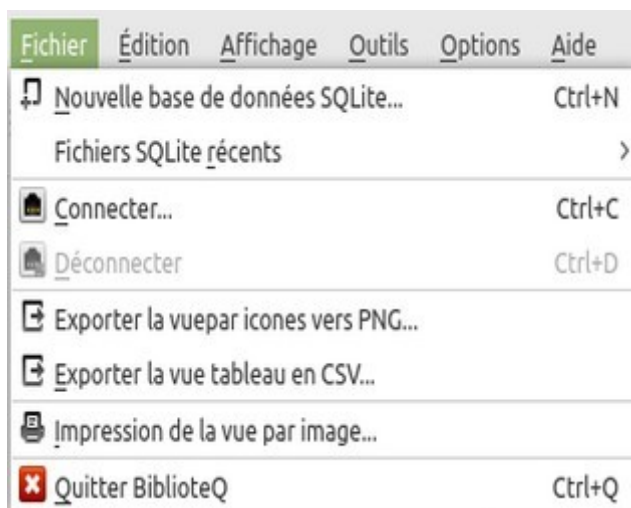 Fichier Édition Affichage Outils Options Aide
Nouvelle base de données SQLite... Ctrl+N
Fichiers SQLite récents
Connecter... Ctrl+C
Déconnecter Ctrl+D
Exporter la vuepar icones vers PNG...
Exporter la vue tableau en CSV...
Impression de la vue par image...
Quitter BiblioteQ Ctrl+Q